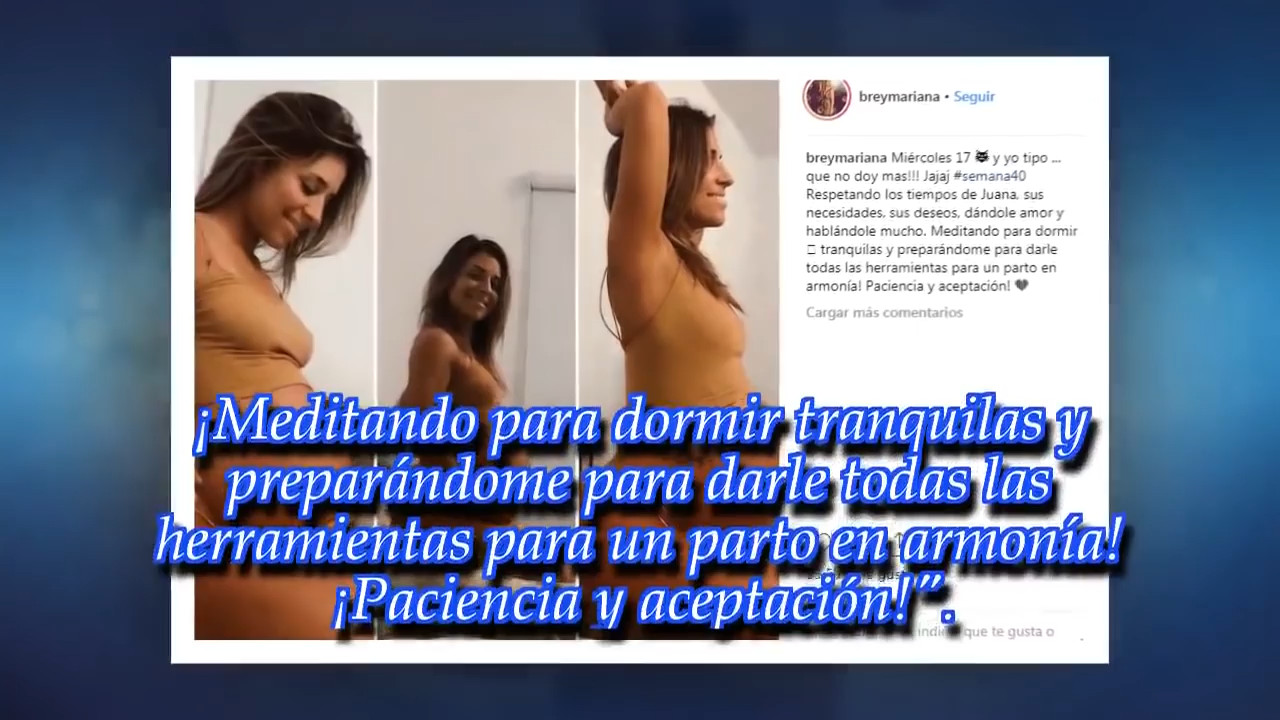 breymariana • Seguir
breymariana Miércoles 17 😼 y yo tipo ...
que no doy mas!!! Jajaj #semana40
Respetando los tiempos de Juana, sus
necesidades, sus deseos, dándole amor y
hablándole mucho. Meditando para dormir
▯ tranquilas y preparándome para darle
todas las herramientas para un parto en
armonía! Paciencia y aceptación! 🖤
Cargar más comentarios
¡Meditando para dormir tranquilas y
preparándome para darle todas las
herramientas para un parto en armonía!
¡Paciencia y aceptación!”.
que te gusta o